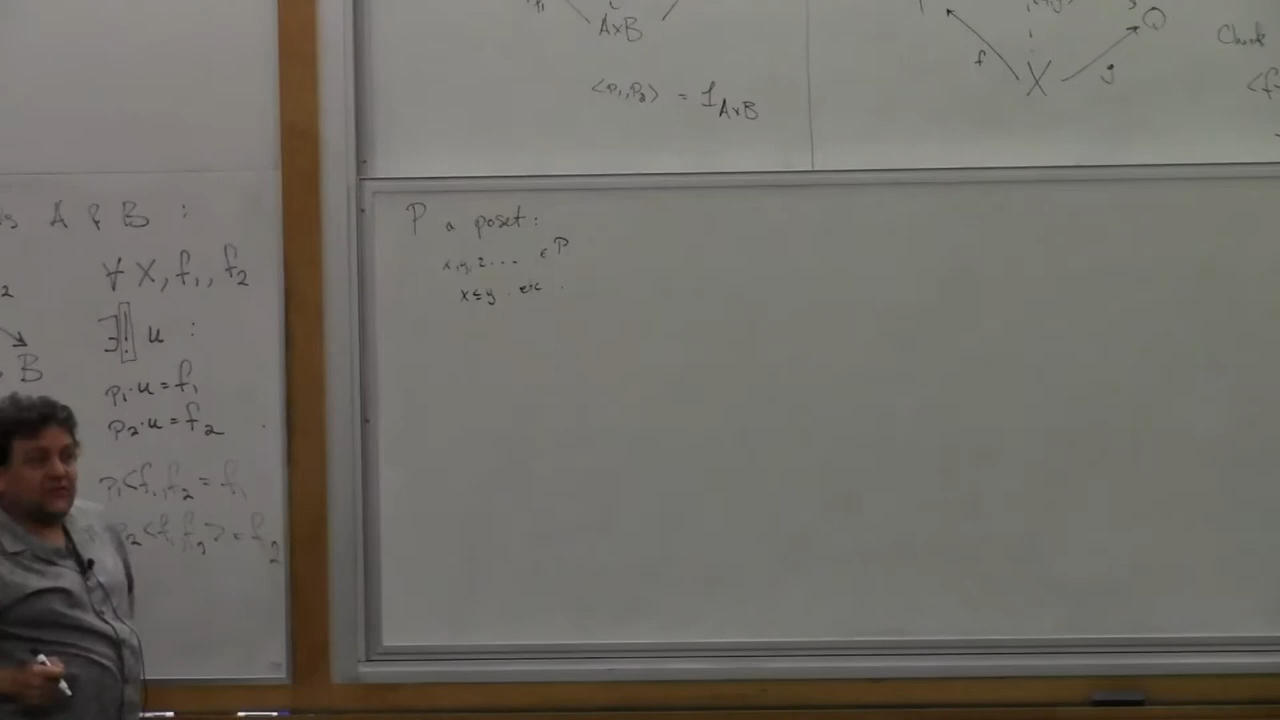 A & B :
∀ X, f₁, f₂
∃! u :
B
p₁·u = f₁
p₂·u = f₂
p₁<f₁, f₂ = f₁
p₂<f₁ f₂> = f₂
A×B
<p₁, p₂> = 1_{A×B}
Q
f
X
g
Check
<f
P a poset :
x, y, z ... ∈ P
x ≤ y . etc .